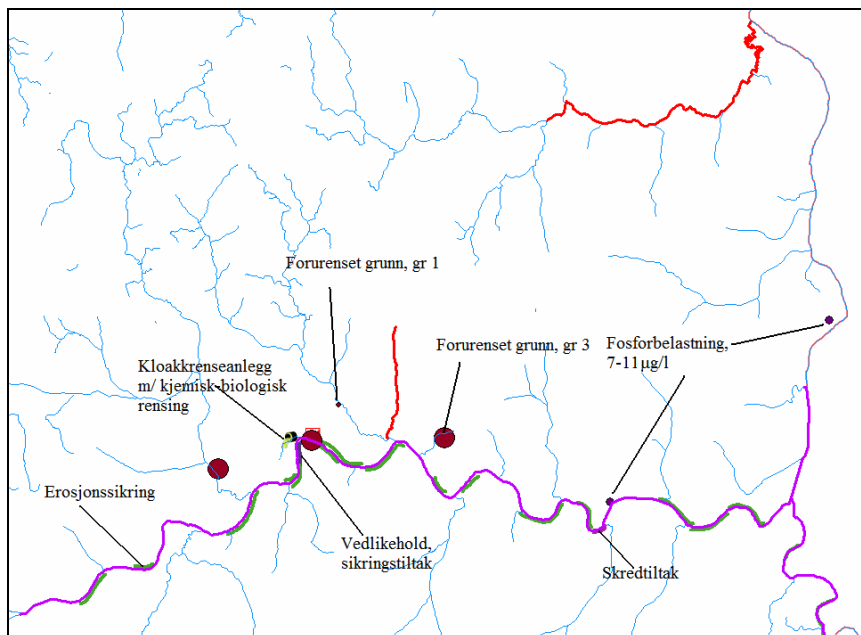 Forurenset grunn, gr 1
Kloakkrenseanlegg
m/ kjemisk-biologisk
rensing
Forurenset grunn, gr 3
Fosforbelastning,
7-11µg/l
Erosjonssikring
Vedlikehold,
sikringstiltak
Skredtiltak